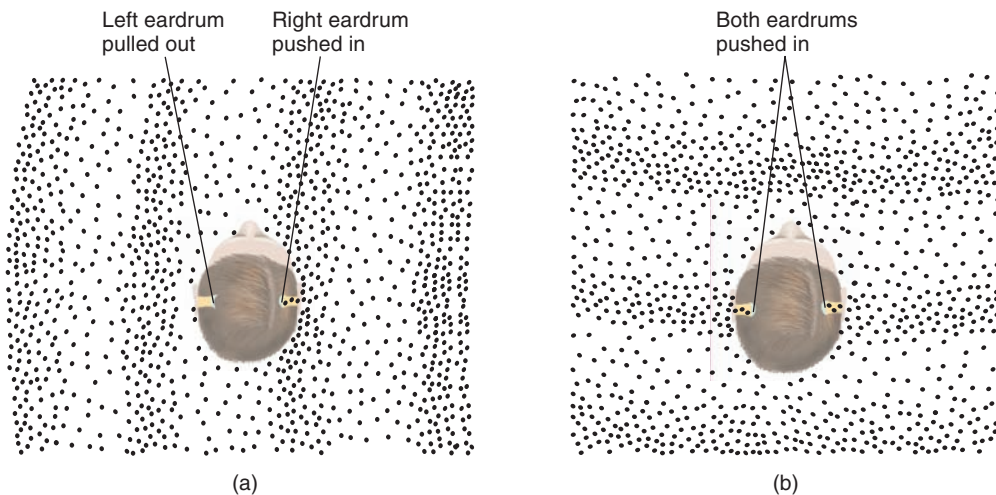 Left eardrum
pulled out
Right eardrum
pushed in
Both eardrums
pushed in
(a)
(b)